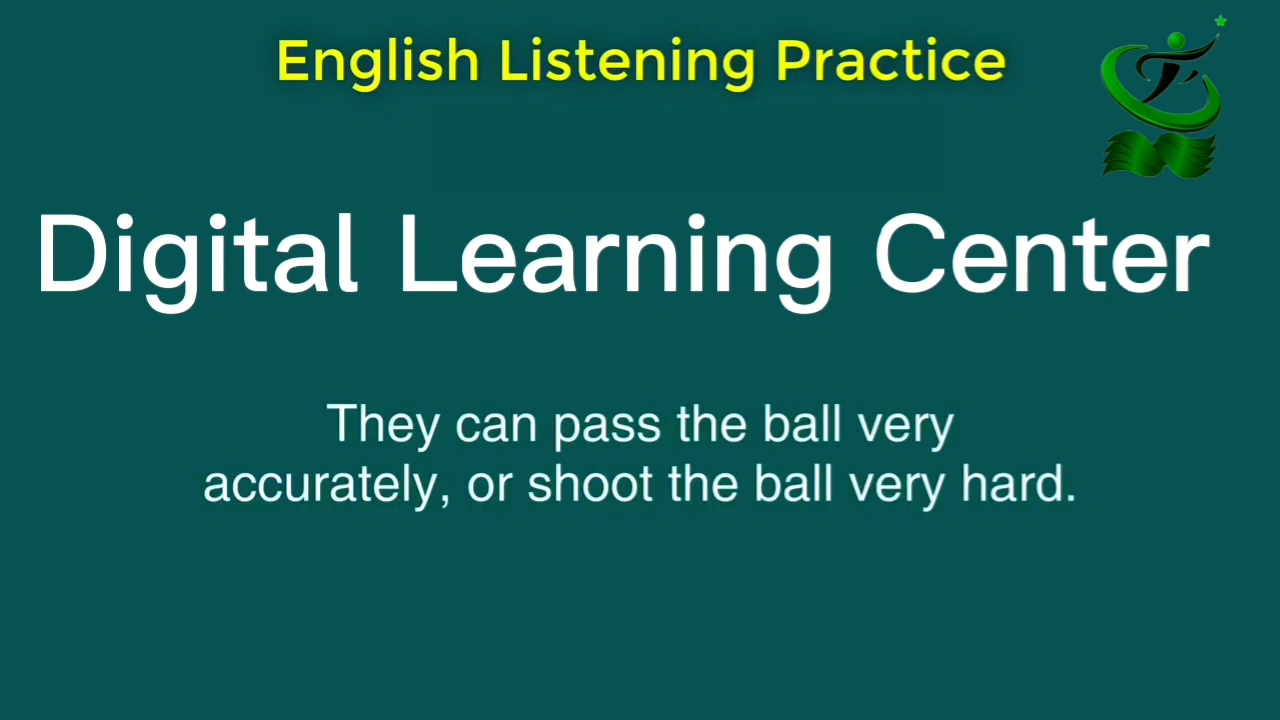 English Listening Practice
Digital Learning Center
They can pass the ball very
accurately, or shoot the ball very hard.